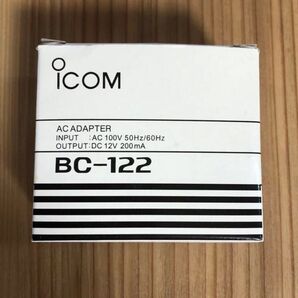 ICOM
AC ADAPTER
INPUT : AC 100V 50Hz/60Hz
OUTPUT: DC 12V 200mA
BC-122